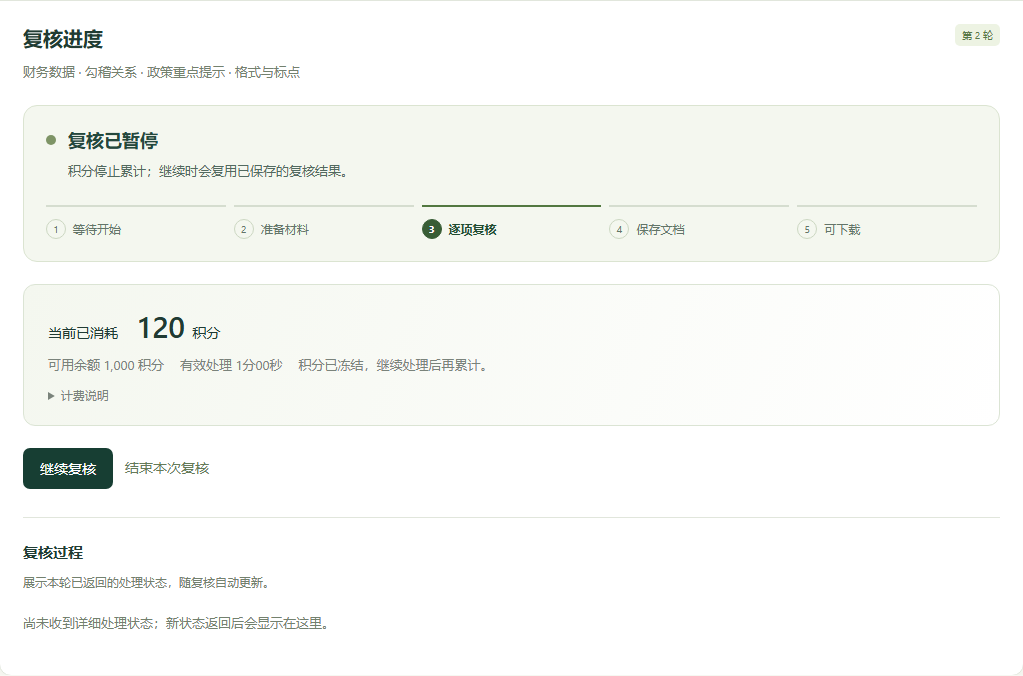 复核进度
第 2 轮
财务数据 · 勾稽关系 · 政策重点提示 · 格式与标点
复核已暂停
积分停止累计；继续时会复用已保存的复核结果。
1 等待开始
2 准备材料
3 逐项复核
4 保存文档
5 可下载
当前已消耗 120 积分
可用余额 1,000 积分 有效处理 1分00秒 积分已冻结，继续处理后再累计。
▶ 计费说明
继续复核 结束本次复核
复核过程
展示本轮已返回的处理状态，随复核自动更新。
尚未收到详细处理状态；新状态返回后会显示在这里。